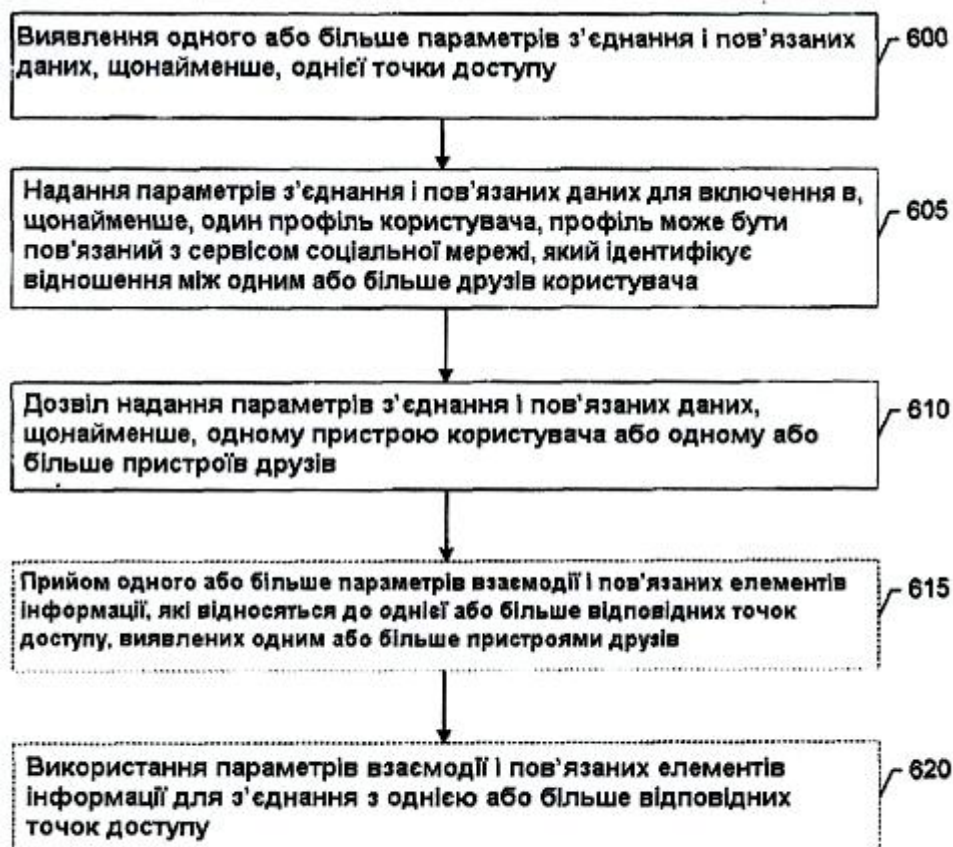 Виявлення одного або більше параметрів з'єднання і пов'язаних
даних, щонайменше, однієї точки доступу
600
Надання параметрів з'єднання і пов'язаних даних для включення в,
щонайменше, один профіль користувача, профіль може бути
пов'язаний з сервісом соціальної мережі, який ідентифікує
відношення між одним або більше друзів користувача
605
Дозвіл надання параметрів з'єднання і пов'язаних даних,
щонайменше, одному пристрою користувача або одному або
більше пристроїв друзів
610
Прийом одного або більше параметрів взаємодії і пов'язаних елементів
інформації, які відносяться до однієї або більше відповідних точок
доступу, виявлених одним або більше пристроями друзів
615
Використання параметрів взаємодії і пов'язаних елементів
інформації для з'єднання з однією або більше відповідних
точок доступу
620